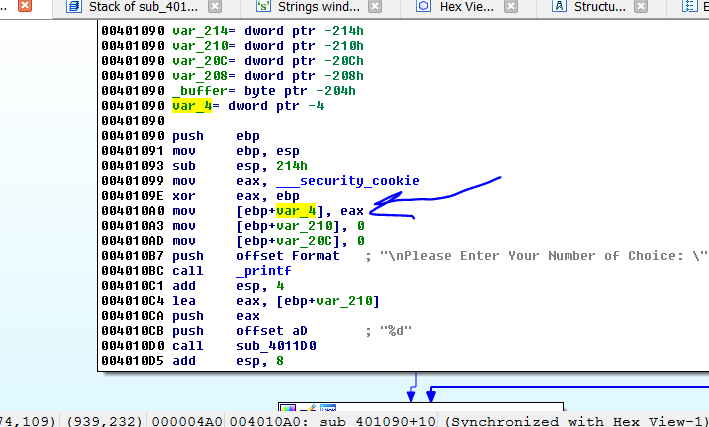 Stack of sub_401...
's'
Strings wind...
Hex View...
A
Structu...
E
00401090 var_214= dword ptr -214h
00401090 var_210= dword ptr -210h
00401090 var_20C= dword ptr -20Ch
00401090 var_208= dword ptr -208h
00401090 _buffer= byte ptr -204h
00401090 var_4= dword ptr -4
00401090
00401090 push ebp
00401091 mov ebp, esp
00401093 sub esp, 214h
00401099 mov eax, ___security_cookie
0040109E xor eax, ebp
004010A0 mov [ebp+var_4], eax
004010A3 mov [ebp+var_210], 0
004010AD mov [ebp+var_20C], 0
004010B7 push offset Format ; "\nPlease Enter Your Number of Choice: \"
004010BC call _printf
004010C1 add esp, 4
004010C4 lea eax, [ebp+var_210]
004010CA push eax
004010CB push offset aD ; "%d"
004010D0 call sub_4011D0
004010D5 add esp, 8
74,109) (939,232) 000004A0 004010A0: sub_401090+10 (Synchronized with Hex View-1)